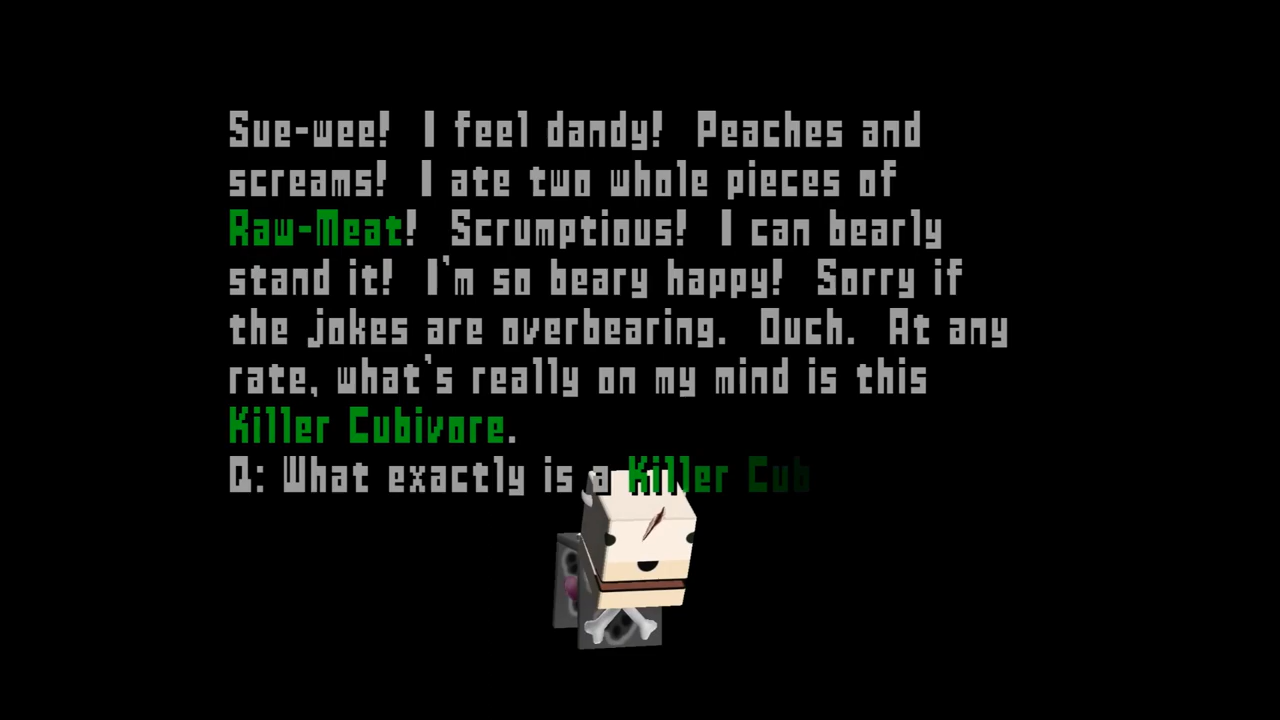 Sue-wee! I feel dandy! Peaches and
screams! I ate two whole pieces of
Raw-Meat! Scrumptious! I can bearly
stand it! I'm so beary happy! Sorry if
the jokes are overbearing. Ouch. At any
rate, what's really on my mind is this
Killer Cubivore.
Q: What exactly is a Killer Cub